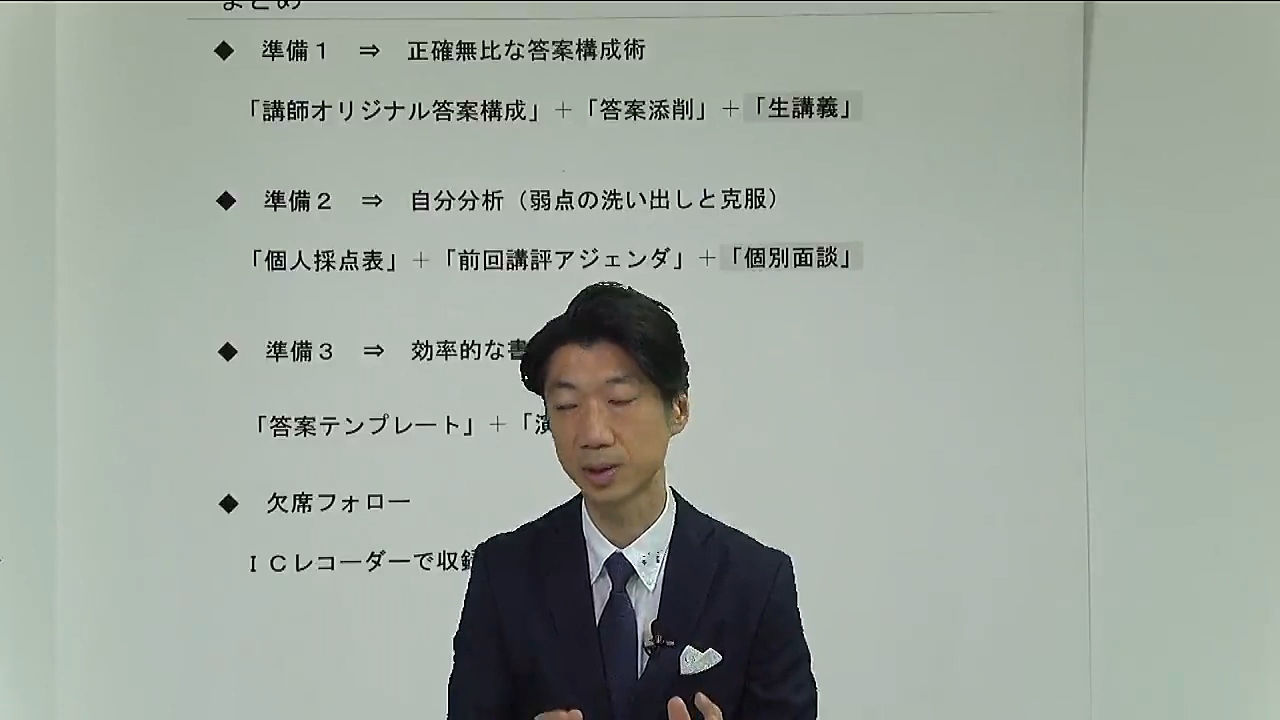 まとめ
◆ 準備１ ⇒ 正確無比な答案構成術
「講師オリジナル答案構成」＋「答案添削」＋「生講義」
◆ 準備２ ⇒ 自分分析（弱点の洗い出しと克服）
「個人採点表」＋「前回講評アジェンダ」＋「個別面談」
◆ 準備３ ⇒ 効率的な書
「答案テンプレート」＋「演
◆ 欠席フォロー
ＩＣレコーダーで収録